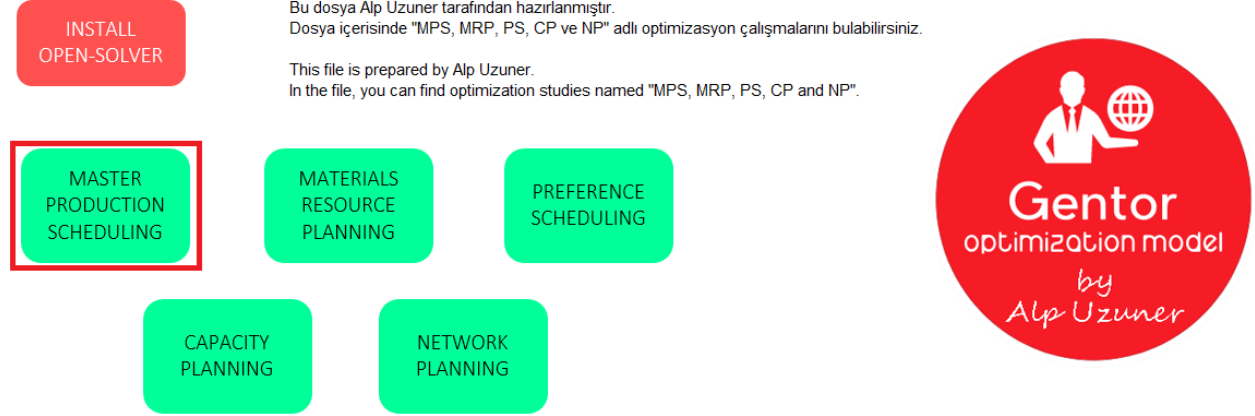 INSTALL
OPEN-SOLVER
Bu dosya Alp Uzuner tarafından hazırlanmıştır.
Dosya içerisinde "MPS, MRP, PS, CP ve NP" adlı optimizasyon çalışmalarını bulabilirsiniz.
This file is prepared by Alp Uzuner.
In the file, you can find optimization studies named "MPS, MRP, PS, CP and NP".
MASTER
PRODUCTION
SCHEDULING
MATERIALS
RESOURCE
PLANNING
PREFERENCE
SCHEDULING
CAPACITY
PLANNING
NETWORK
PLANNING
Gentor
optimization model
by
Alp Uzuner